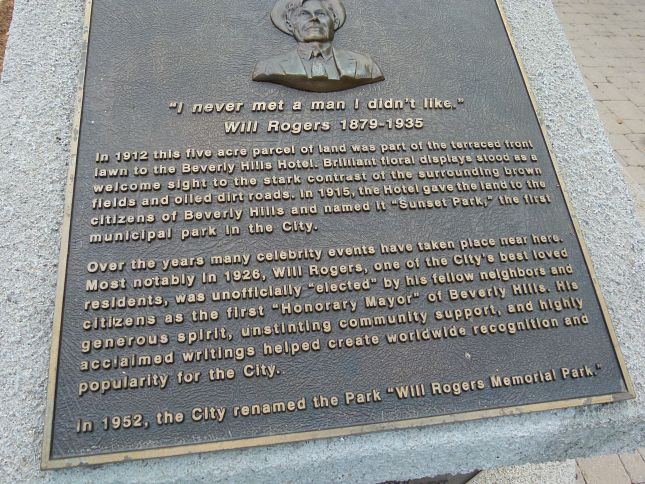 "I never met a man I didn't like."
Will Rogers 1879-1935
In 1912 this five acre parcel of land was part of the terraced front
lawn to the Beverly Hills Hotel. Brilliant floral displays stood as a
welcome sight to the stark contrast of the surrounding brown
fields and oiled dirt roads. In 1915, the Hotel gave the land to the
citizens of Beverly Hills and named it "Sunset Park," the first
municipal park in the City.
Over the years many celebrity events have taken place near here.
Most notably in 1926, Will Rogers, one of the City's best loved
residents, was unofficially "elected" by his fellow neighbors and
citizens as the first "Honorary Mayor" of Beverly Hills. His
generous spirit, unstinting community support, and highly
acclaimed writings helped create worldwide recognition and
popularity for the City.
In 1952, the City renamed the Park "Will Rogers Memorial Park."